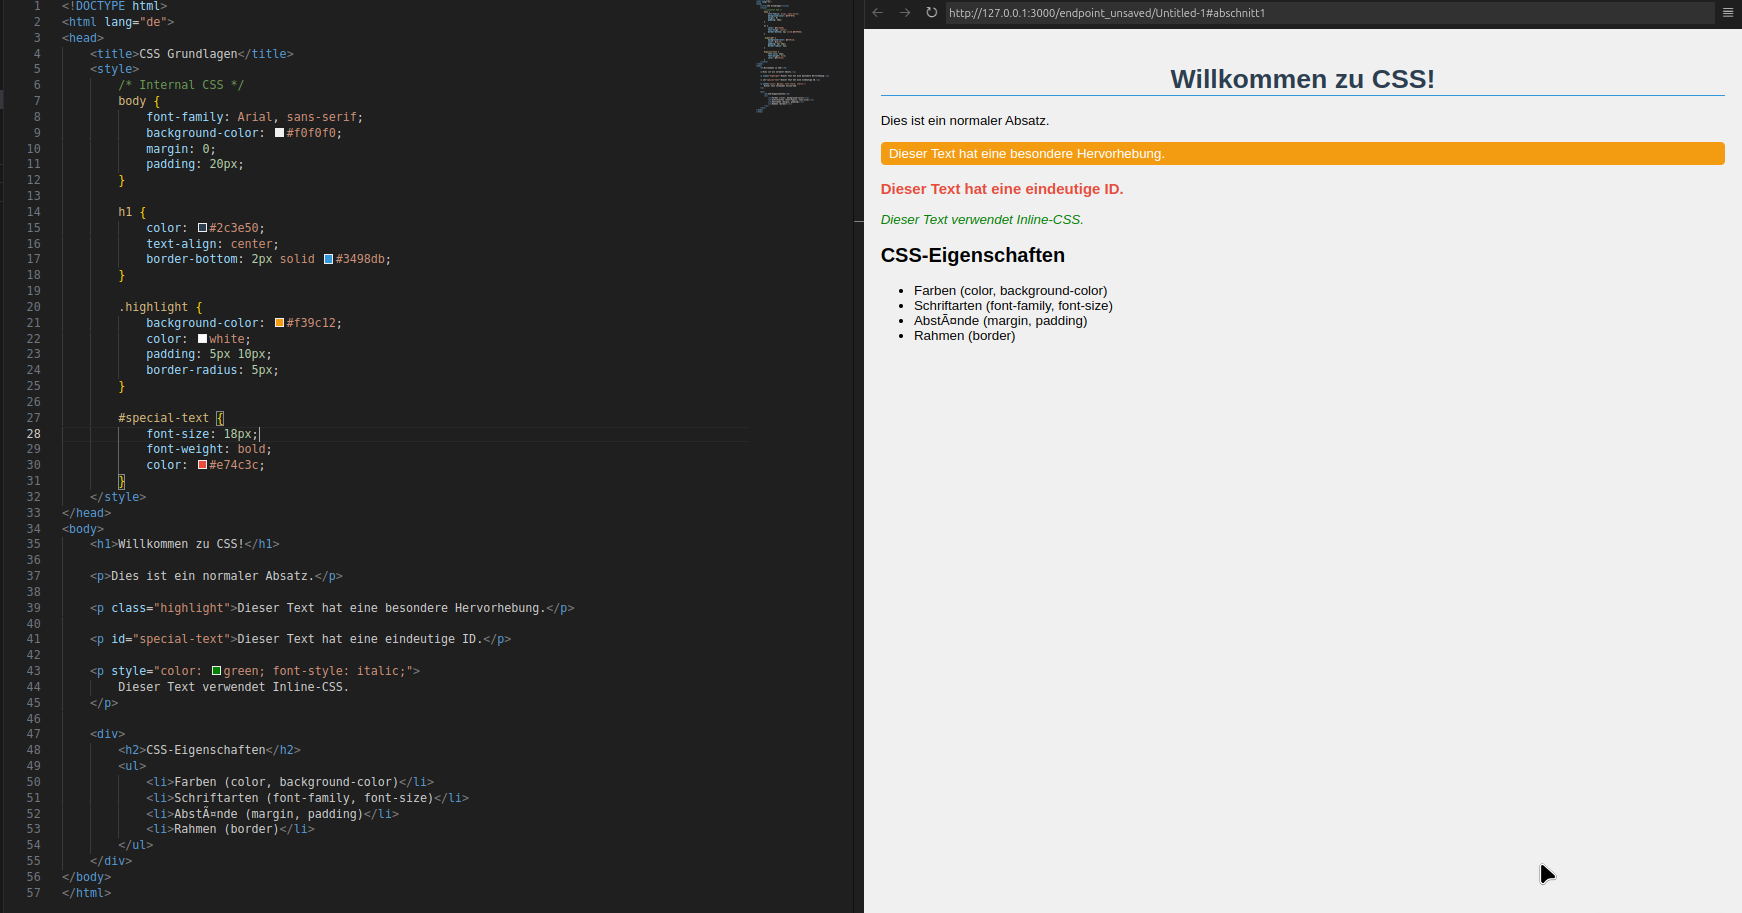 1 <!DOCTYPE html>
2 <html lang="de">
3 <head>
4 <title>CSS Grundlagen</title>
5 <style>
6 /* Internal CSS */
7 body {
8 font-family: Arial, sans-serif;
9 background-color: #f0f0f0;
10 margin: 0;
11 padding: 20px;
12 }
13
14 h1 {
15 color: #2c3e50;
16 text-align: center;
17 border-bottom: 2px solid #3498db;
18 }
19
20 .highlight {
21 background-color: #f39c12;
22 color: white;
23 padding: 5px 10px;
24 border-radius: 5px;
25 }
26
27 #special-text {
28 font-size: 18px;
29 font-weight: bold;
30 color: #e74c3c;
31 }
32 </style>
33 </head>
34 <body>
35 <h1>Willkommen zu CSS!</h1>
36
37 <p>Dies ist ein normaler Absatz.</p>
38
39 <p class="highlight">Dieser Text hat eine besondere Hervorhebung.</p>
40
41 <p id="special-text">Dieser Text hat eine eindeutige ID.</p>
42
43 <p style="color: green; font-style: italic;">
44 Dieser Text verwendet Inline-CSS.
45 </p>
46
47 <div>
48 <h2>CSS-Eigenschaften</h2>
49 <ul>
50 <li>Farben (color, background-color)</li>
51 <li>Schriftarten (font-family, font-size)</li>
52 <li>AbstÃ¤nde (margin, padding)</li>
53 <li>Rahmen (border)</li>
54 </ul>
55 </div>
56 </body>
57 </html>
http://127.0.0.1:3000/endpoint_unsaved/Untitled-1#abschnitt1
Willkommen zu CSS!
Dies ist ein normaler Absatz.
Dieser Text hat eine besondere Hervorhebung.
Dieser Text hat eine eindeutige ID.
Dieser Text verwendet Inline-CSS.
CSS-Eigenschaften
• Farben (color, background-color)
• Schriftarten (font-family, font-size)
• AbstÃ¤nde (margin, padding)
• Rahmen (border)